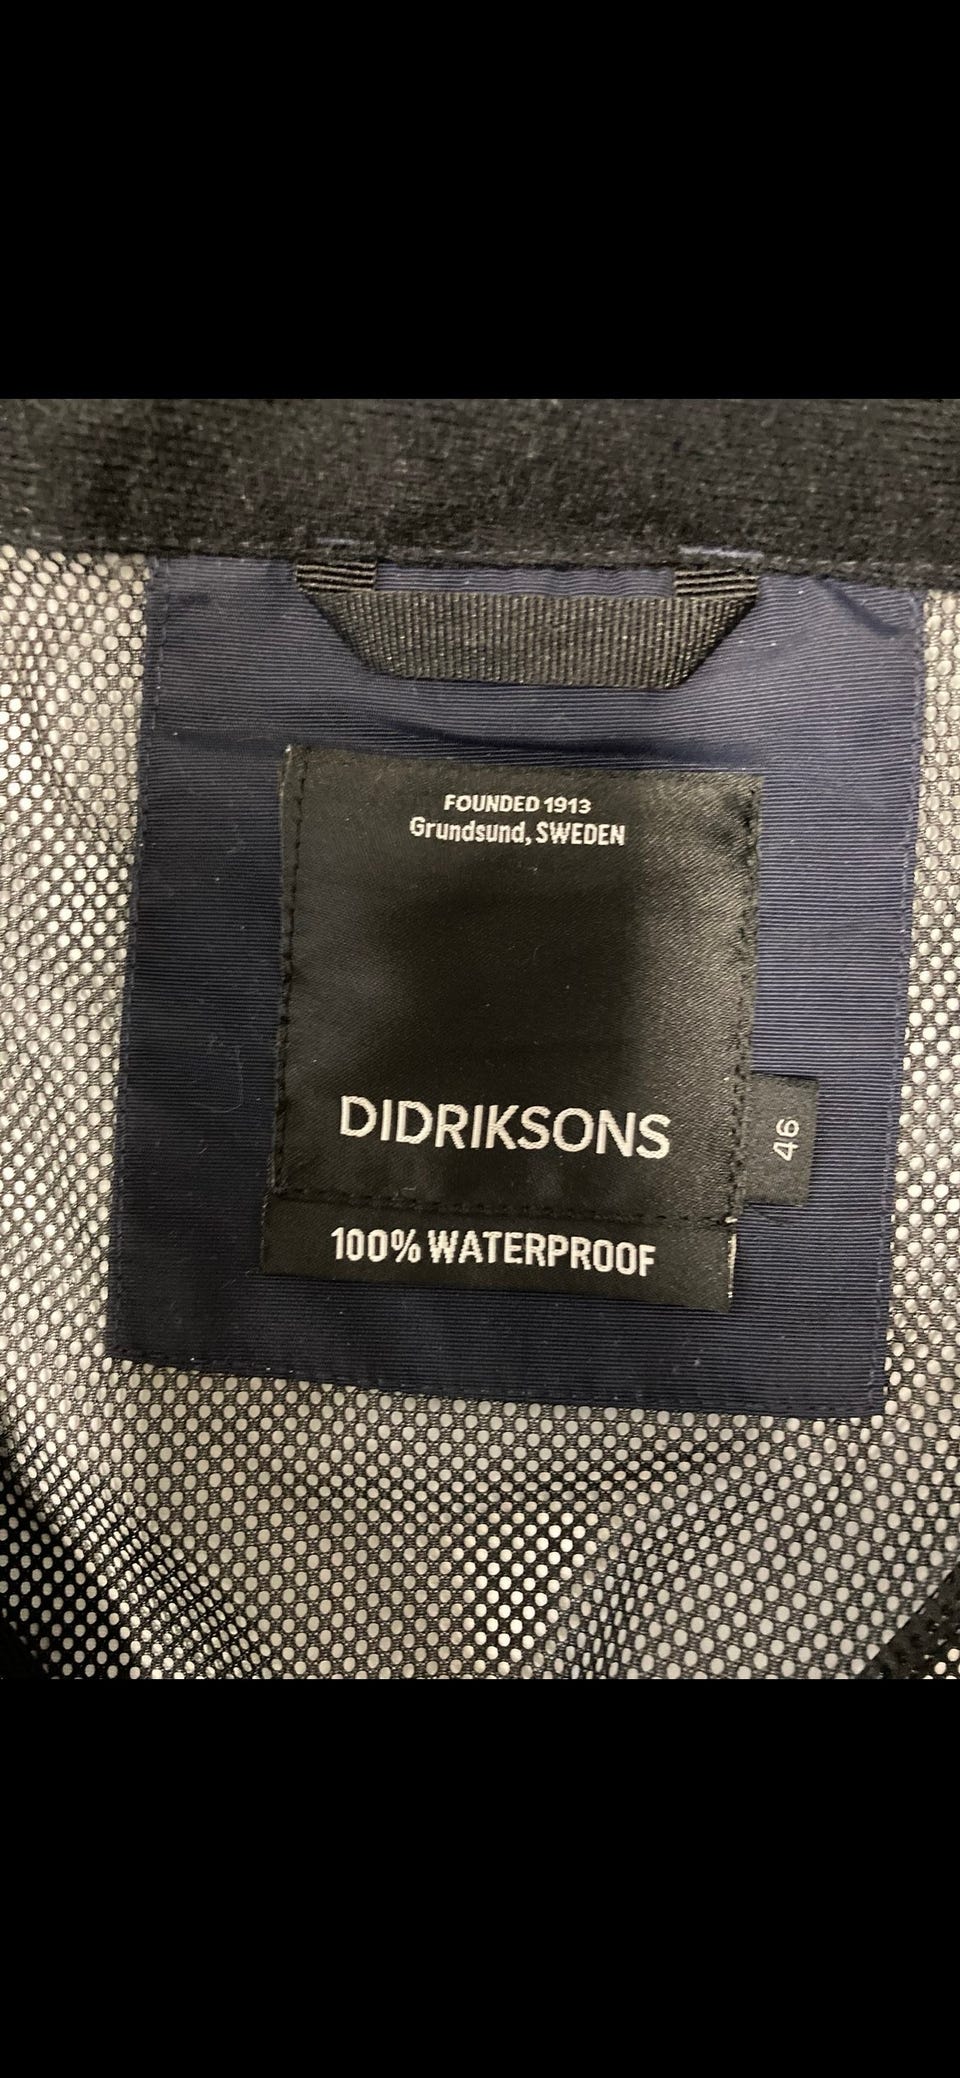 FOUNDED 1913
Grundsund, SWEDEN
DIDRIKSONS
46
100% WATERPROOF